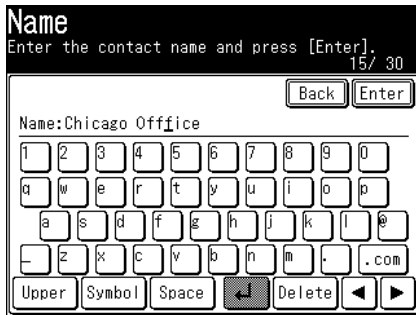 Name
Enter the contact name and press [Enter].
15/ 30
Back Enter
Name:Chicago Offfice
1 2 3 4 5 6 7 8 9 0
q w e r t y u i o p
a s d f g h j k l @
_ z x c v b n m . .com
Upper Symbol Space ↵ Delete ◀ ▶